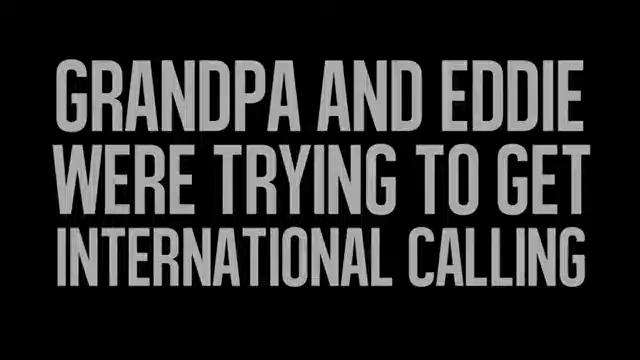 GRANDPA AND EDDIE
WERE TRYING TO GET
INTERNATIONAL CALLING